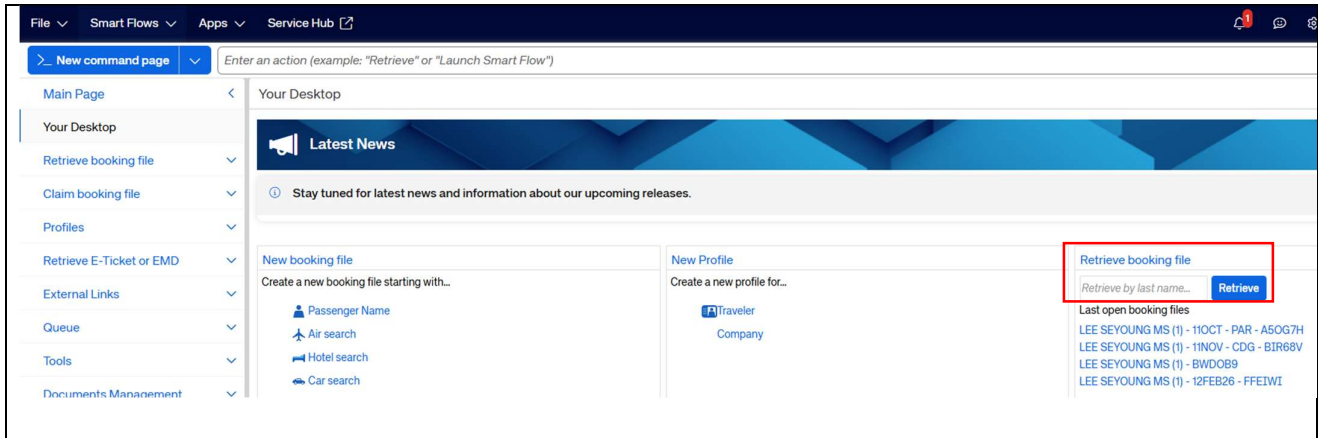 File Smart Flows Apps Service Hub 1
>_ New command page Enter an action (example: "Retrieve" or "Launch Smart Flow")
Main Page
Your Desktop
Retrieve booking file
Claim booking file
Profiles
Retrieve E-Ticket or EMD
External Links
Queue
Tools
Documents Management
Your Desktop
Latest News
Stay tuned for latest news and information about our upcoming releases.
New booking file
Create a new booking file starting with...
Passenger Name
Air search
Hotel search
Car search
New Profile
Create a new profile for...
Traveler
Company
Retrieve booking file
Retrieve by last name... Retrieve
Last open booking files
LEE SEYOUNG MS (1) - 11OCT - PAR - A5OG7H
LEE SEYOUNG MS (1) - 11NOV - CDG - BIR68V
LEE SEYOUNG MS (1) - BWDOB9
LEE SEYOUNG MS (1) - 12FEB26 - FFEIWI